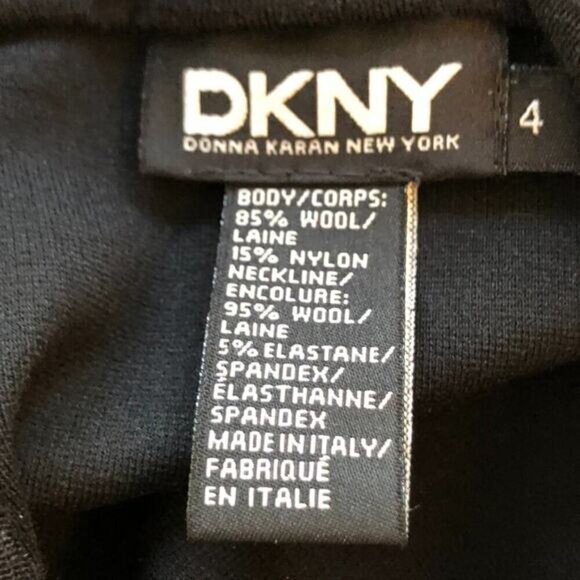 DKNY
DONNA KARAN NEW YORK
4
BODY/CORPS:
85% WOOL/
LAINE
15% NYLON
NECKLINE/
ENCOLURE:
95% WOOL/
LAINE
5% ELASTANE/
SPANDEX/
ÉLASTHANNE/
SPANDEX
MADE IN ITALY/
FABRIQUÉ
EN ITALIE